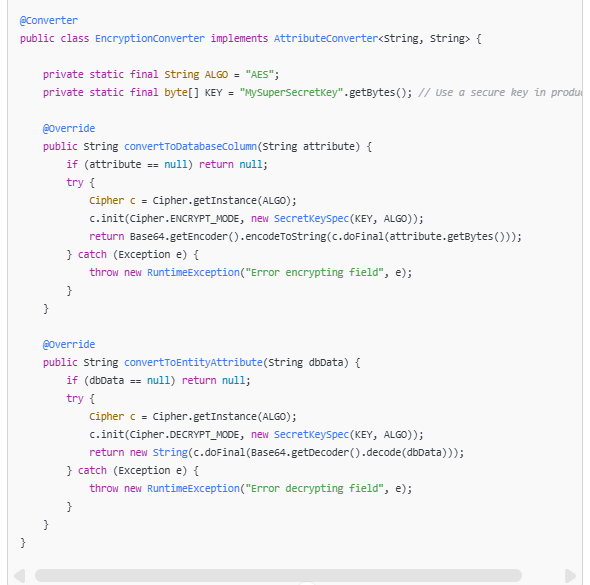 @Converter
public class EncryptionConverter implements AttributeConverter<String, String> {

    private static final String ALGO = "AES";
    private static final byte[] KEY = "MySuperSecretKey".getBytes(); // Use a secure key in produ

    @Override
    public String convertToDatabaseColumn(String attribute) {
        if (attribute == null) return null;
        try {
            Cipher c = Cipher.getInstance(ALGO);
            c.init(Cipher.ENCRYPT_MODE, new SecretKeySpec(KEY, ALGO));
            return Base64.getEncoder().encodeToString(c.doFinal(attribute.getBytes()));
        } catch (Exception e) {
            throw new RuntimeException("Error encrypting field", e);
        }
    }

    @Override
    public String convertToEntityAttribute(String dbData) {
        if (dbData == null) return null;
        try {
            Cipher c = Cipher.getInstance(ALGO);
            c.init(Cipher.DECRYPT_MODE, new SecretKeySpec(KEY, ALGO));
            return new String(c.doFinal(Base64.getDecoder().decode(dbData)));
        } catch (Exception e) {
            throw new RuntimeException("Error decrypting field", e);
        }
    }
}